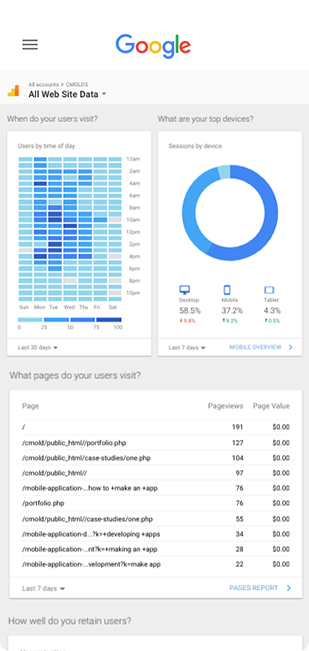 Google
All accounts > CMOLDS
All Web Site Data
When do your users visit?
What are your top devices?
Users by time of day
Sessions by device
12am
2am
4am
6am
8am
10am
12pm
2pm
4pm
6pm
8pm
10pm
Sun Mon Tue Wed Thu Fri Sat
0 25 50 75 100
Desktop Mobile Tablet
58.5% 37.2% 4.3%
9.8% 9.2% 0.5%
Last 30 days
Last 7 days MOBILE OVERVIEW
What pages do your users visit?
Page Pageviews Page Value
/ 191 $0.00
/cmold/public_html//portfolio.php 127 $0.00
/cmold/public_html/case-studies/one.php 104 $0.00
/cmold/public_html// 97 $0.00
/mobile-application-...how to +make an +app 76 $0.00
/portfolio.php 76 $0.00
/cmold/public_html//case-studies/one.php 55 $0.00
/mobile-application-d...?k=+developing +apps 34 $0.00
/mobile-application-...nt?k=+making an +app 28 $0.00
/mobile-application-...velopment?k=make app 22 $0.00
Last 7 days PAGES REPORT
How well do you retain users?